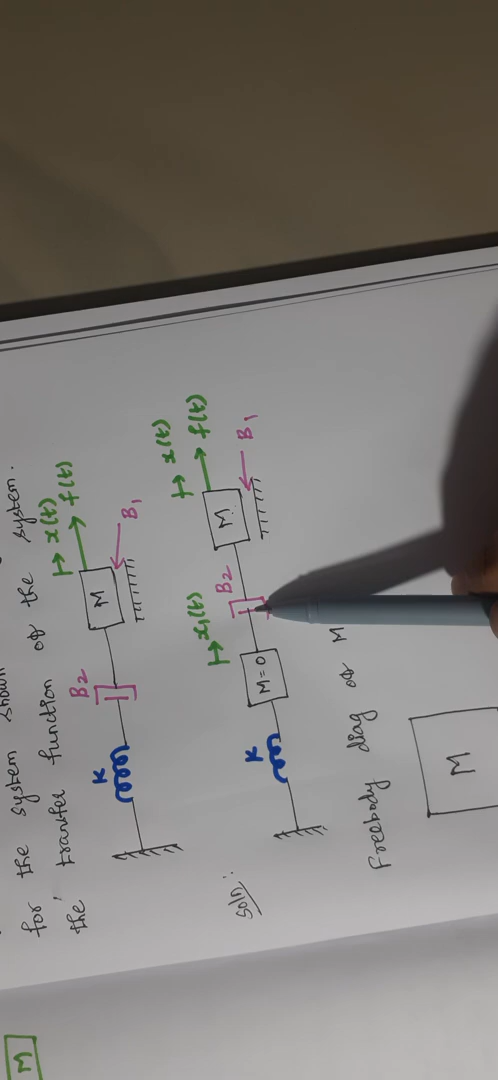 for the system shown
the transfer function of the system.
x(t)
f(t)
K
B2
M
B1
Soln:
x1(t)
x(t)
f(t)
K
M=0
B2
M
B1
Freebody diag of M
M
M